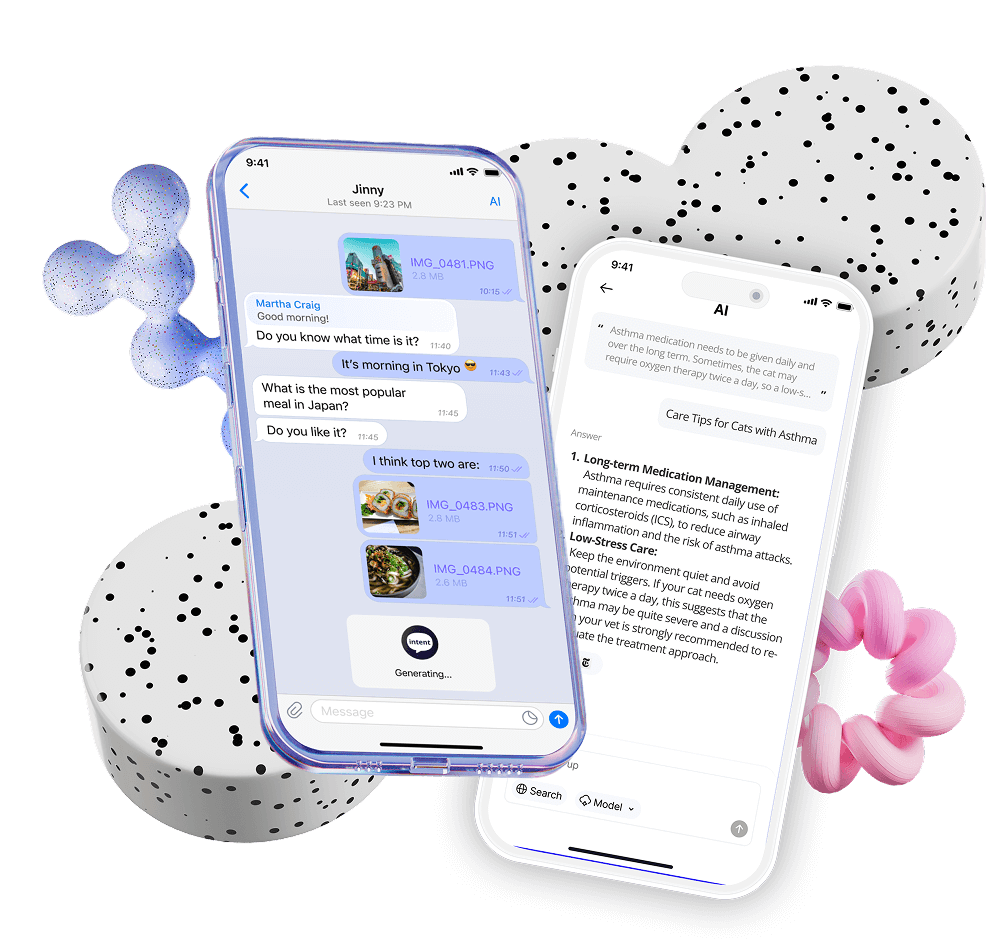 9:41
Jinny
Last seen 9:23 PM
AI
IMG_0481.PNG
2.8 MB
10:15
Martha Craig
Good morning!
Do you know what time is it?
11:40
It's morning in Tokyo 😎
11:43
What is the most popular
meal in Japan?
11:45
Do you like it?
11:45
I think top two are:
11:50
IMG_0483.PNG
2.8 MB
11:51
IMG_0484.PNG
2.6 MB
11:51
intent
Generating...
Message
9:41
AI
“ Asthma medication needs to be given daily and
over the long term. Sometimes, the cat may
require oxygen therapy twice a day, so a low-s... ”
Care Tips for Cats with Asthma
Answer
1. Long-term Medication Management:
Asthma requires consistent daily use of
maintenance medications, such as inhaled
corticosteroids (ICS), to reduce airway
inflammation and the risk of asthma attacks.
Low-Stress Care:
Keep the environment quiet and avoid
potential triggers. If your cat needs oxygen
therapy twice a day, this suggests that the
thma may be quite severe and a discussion
your vet is strongly recommended to re-
uate the treatment approach.
up
Search
Model